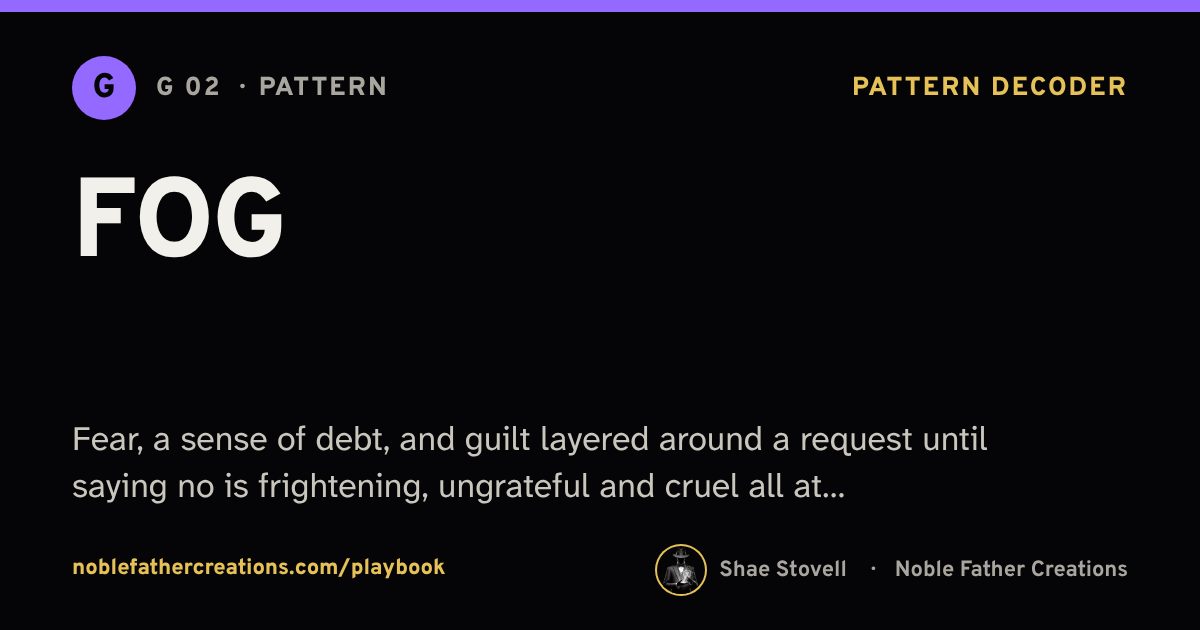 G
G 02 · PATTERN
PATTERN DECODER
FOG
Fear, a sense of debt, and guilt layered around a request until
saying no is frightening, ungrateful and cruel all at...
noblefathercreations.com/playbook
Shae Stovell · Noble Father Creations